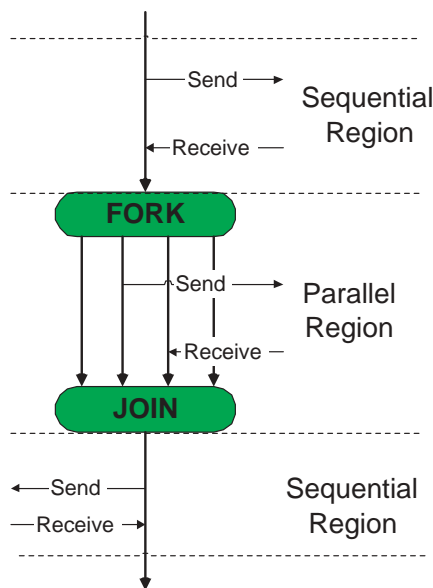 Send
Sequential
Region
Receive
FORK
Send
Parallel
Region
Receive
JOIN
Send
Sequential
Region
Receive